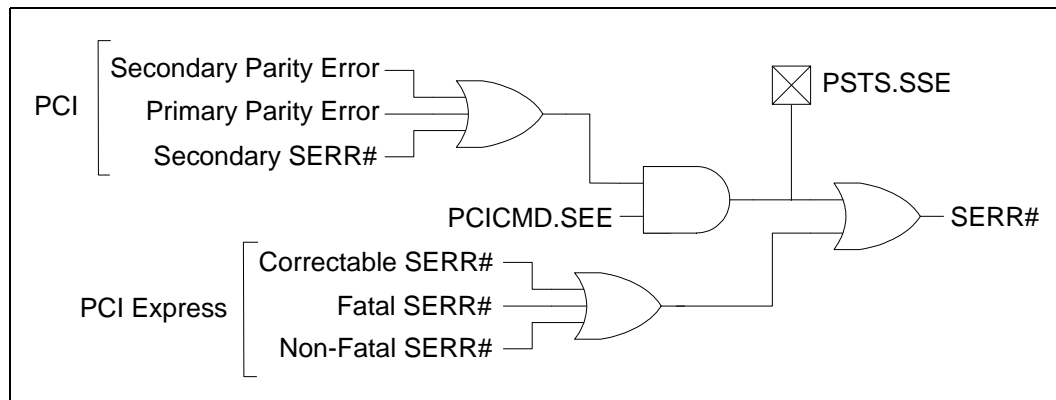 PCI
Secondary Parity Error
Primary Parity Error
Secondary SERR#
PSTS.SSE
PCICMD.SEE
SERR#
PCI Express
Correctable SERR#
Fatal SERR#
Non-Fatal SERR#